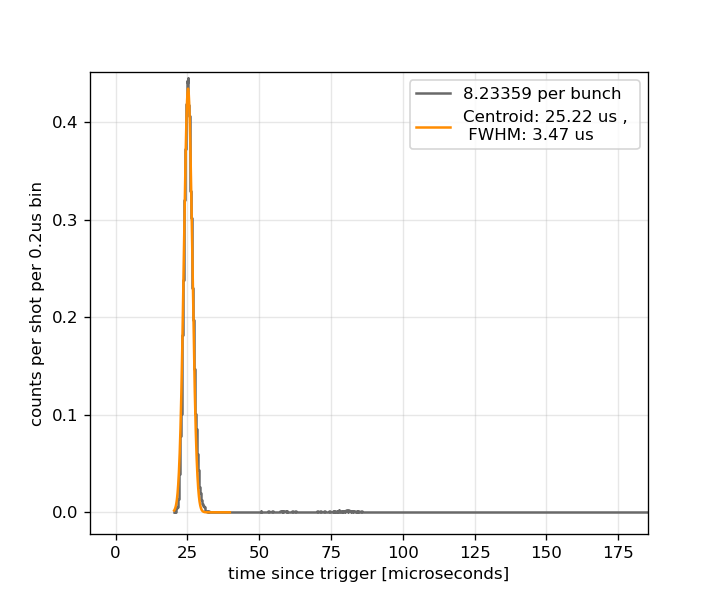 8.23359 per bunch
Centroid: 25.22 us ,
FWHM: 3.47 us
0.4
0.3
0.2
0.1
0.0
counts per shot per 0.2us bin
0 25 50 75 100 125 150 175
time since trigger [microseconds]